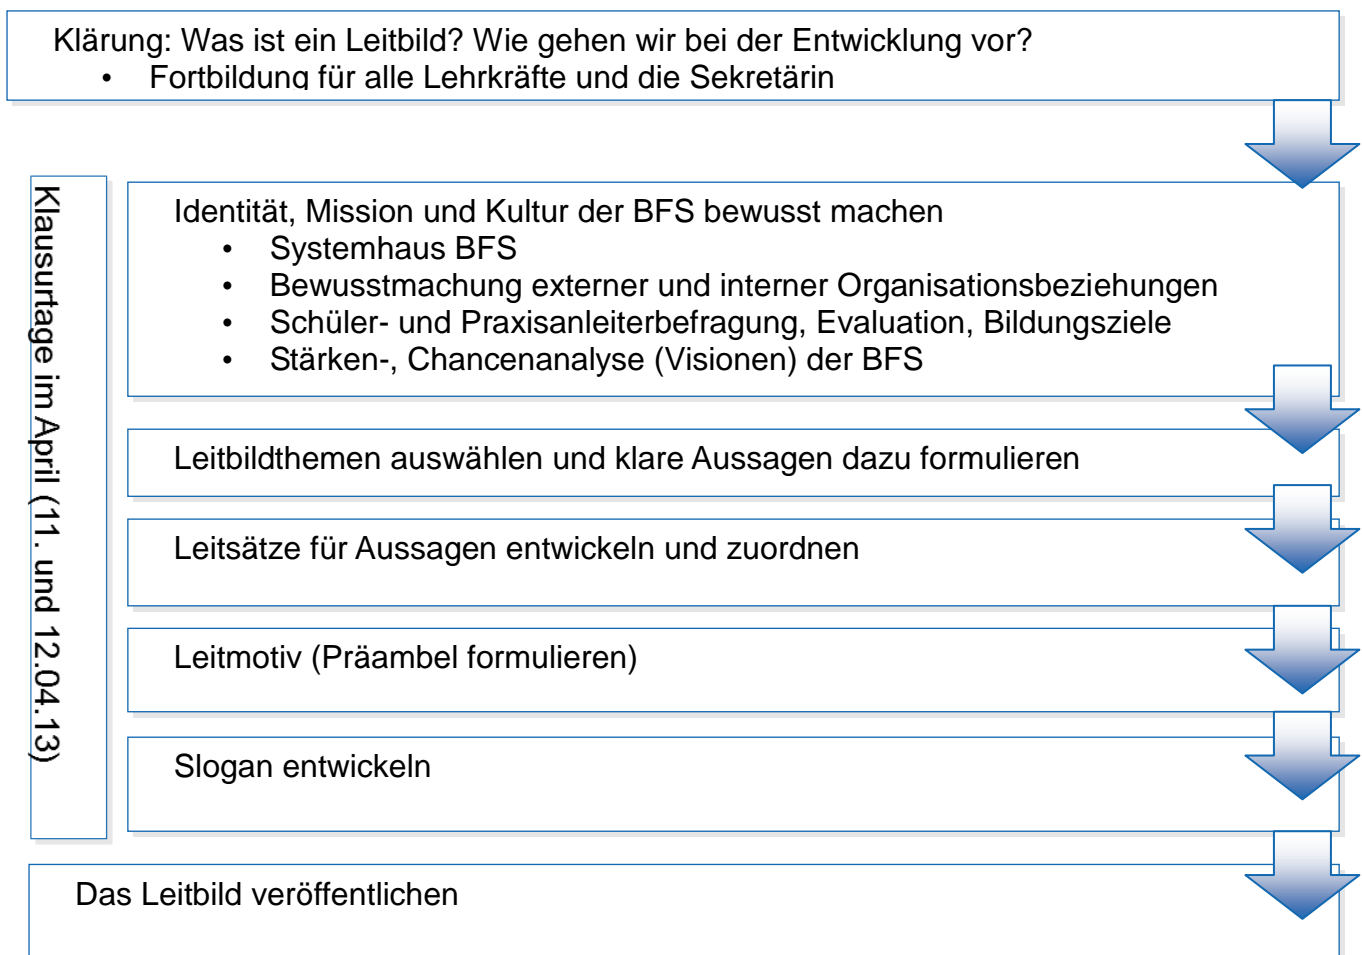 Klärung: Was ist ein Leitbild? Wie gehen wir bei der Entwicklung vor?
• Fortbildung für alle Lehrkräfte und die Sekretärin
Klausurtage im April (11. und 12.04.13)
Identität, Mission und Kultur der BFS bewusst machen
• Systemhaus BFS
• Bewusstmachung externer und interner Organisationsbeziehungen
• Schüler- und Praxisanleiterbefragung, Evaluation, Bildungsziele
• Stärken-, Chancenanalyse (Visionen) der BFS
Leitbildthemen auswählen und klare Aussagen dazu formulieren
Leitsätze für Aussagen entwickeln und zuordnen
Leitmotiv (Präambel formulieren)
Slogan entwickeln
Das Leitbild veröffentlichen